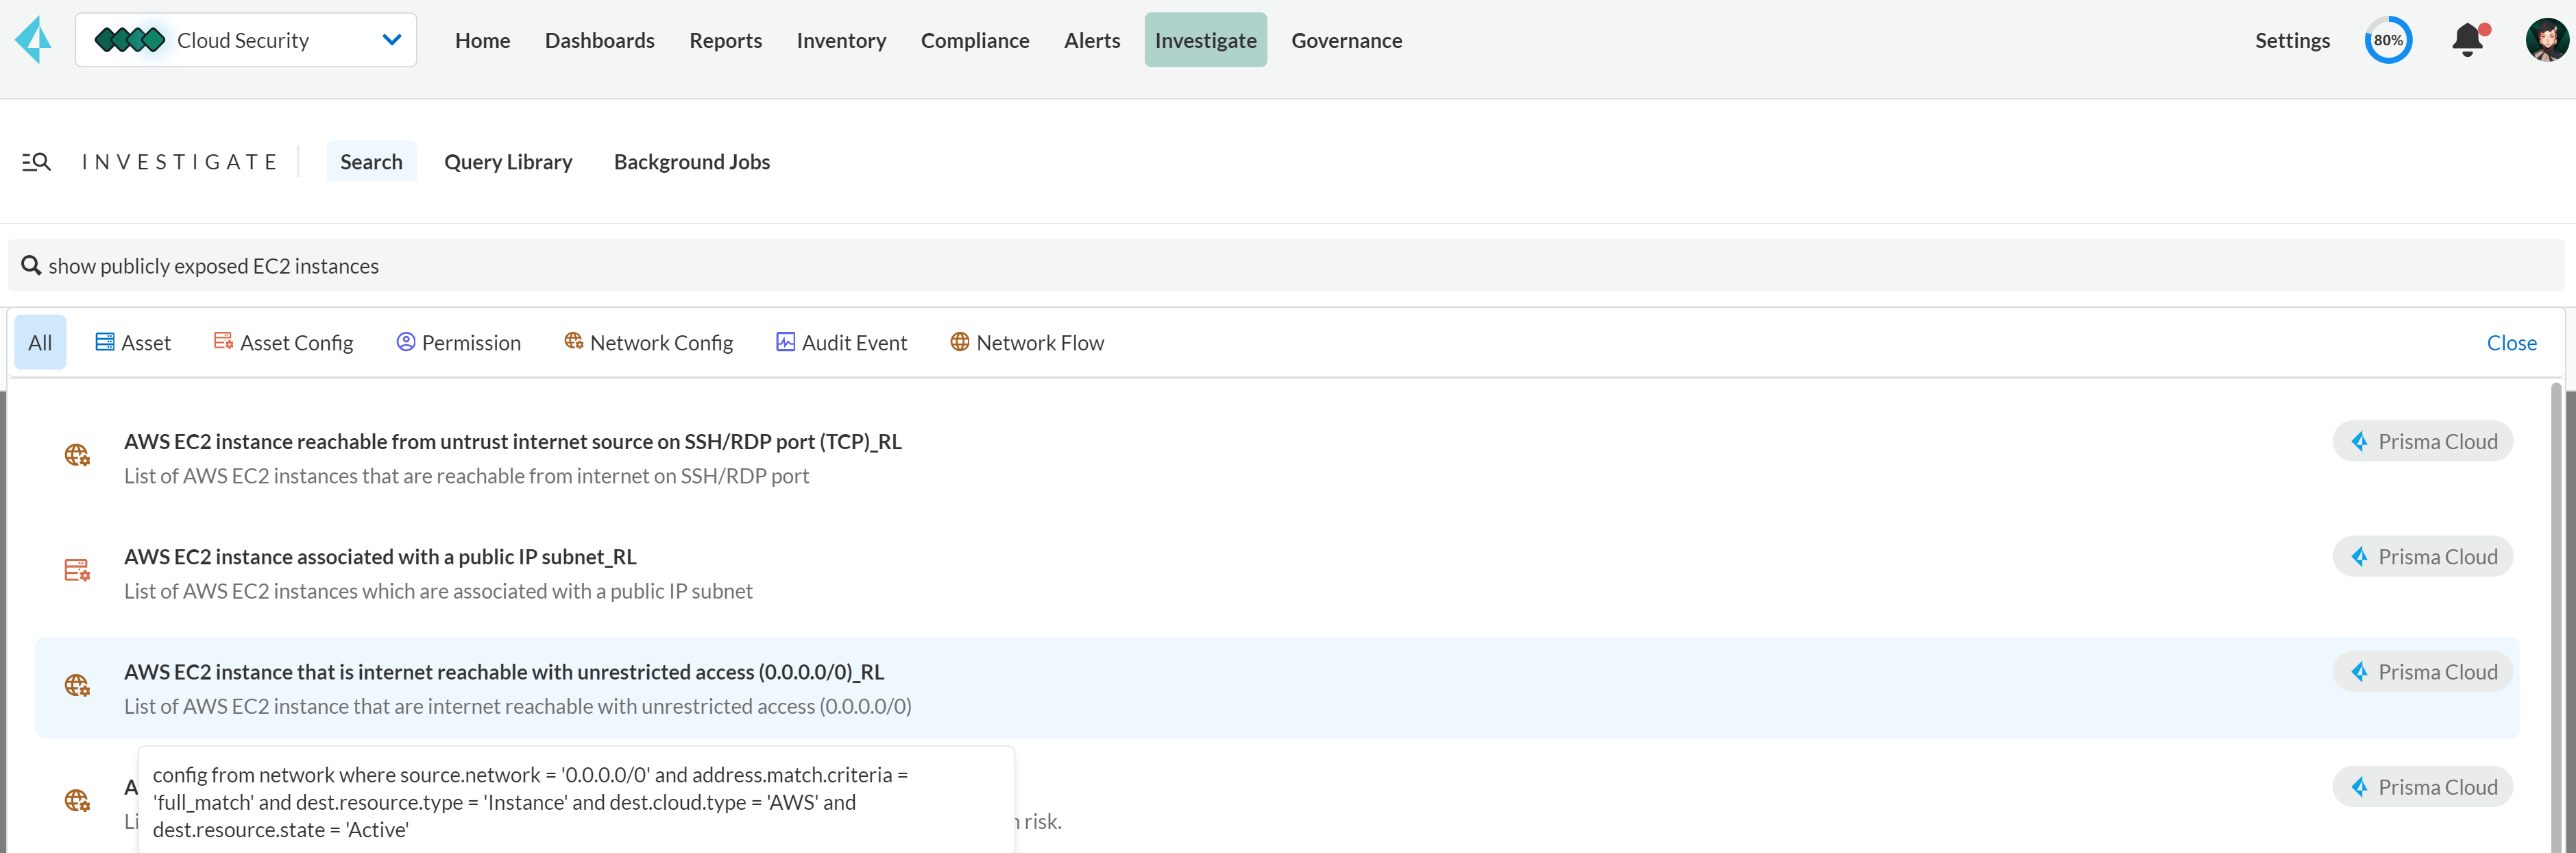 Cloud Security
Home
Dashboards
Reports
Inventory
Compliance
Alerts
Investigate
Governance
Settings
80%
INVESTIGATE
Search
Query Library
Background Jobs
show publicly exposed EC2 instances
All
Asset
Asset Config
Permission
Network Config
Audit Event
Network Flow
Close
AWS EC2 instance reachable from untrust internet source on SSH/RDP port (TCP)_RL
Prisma Cloud
List of AWS EC2 instances that are reachable from internet on SSH/RDP port
AWS EC2 instance associated with a public IP subnet_RL
Prisma Cloud
List of AWS EC2 instances which are associated with a public IP subnet
AWS EC2 instance that is internet reachable with unrestricted access (0.0.0.0/0)_RL
Prisma Cloud
List of AWS EC2 instance that are internet reachable with unrestricted access (0.0.0.0/0)
config from network where source.network = '0.0.0.0/0' and address.match.criteria =
'full_match' and dest.resource.type = 'Instance' and dest.cloud.type = 'AWS' and
dest.resource.state = 'Active'
Prisma Cloud
risk.